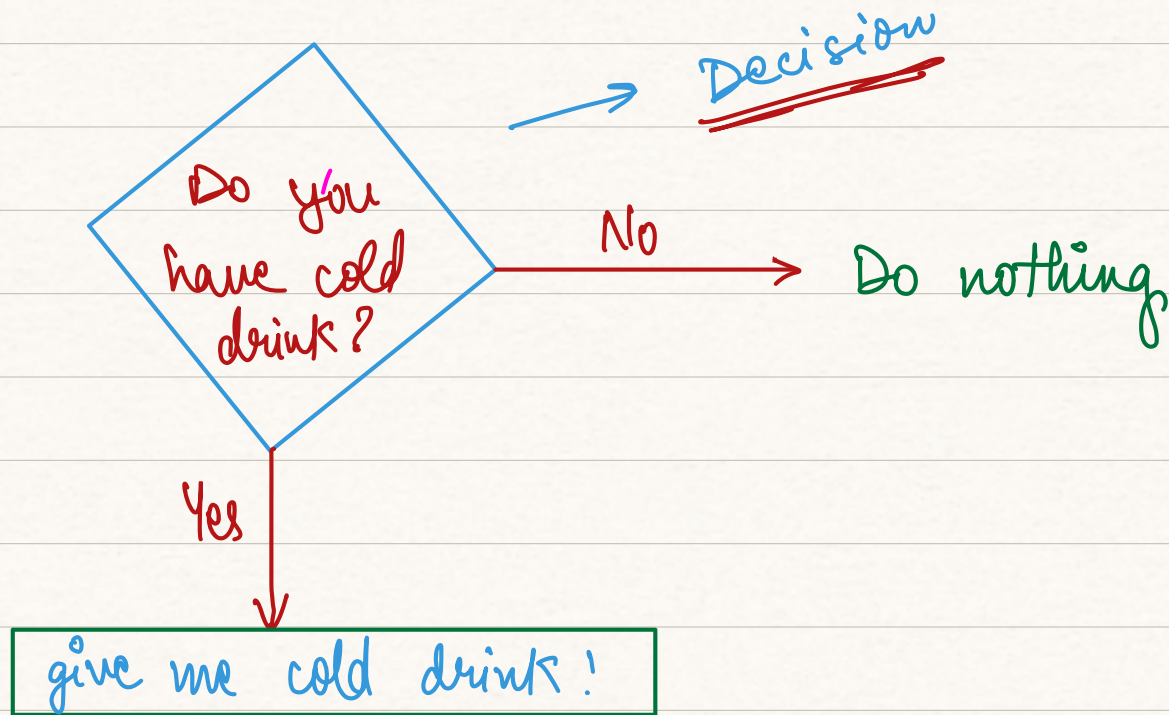 Decision
Do you
have cold
drink?
No
Do nothing
Yes
give me cold drink!